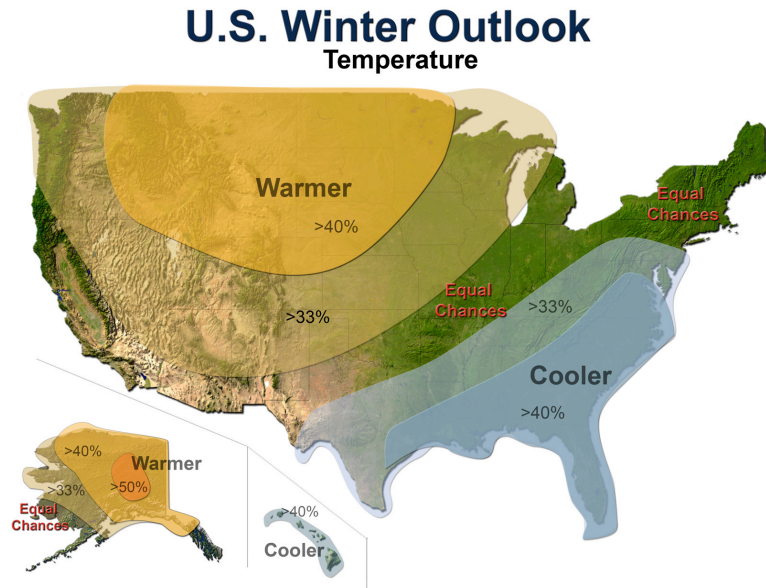 U.S. Winter Outlook
Temperature
Warmer
>40%
Equal
Chances
>33%
Equal
Chances
>33%
Cooler
>40%
>40%
Warmer
>33%
>50%
Equal
Chances
>40%
Cooler